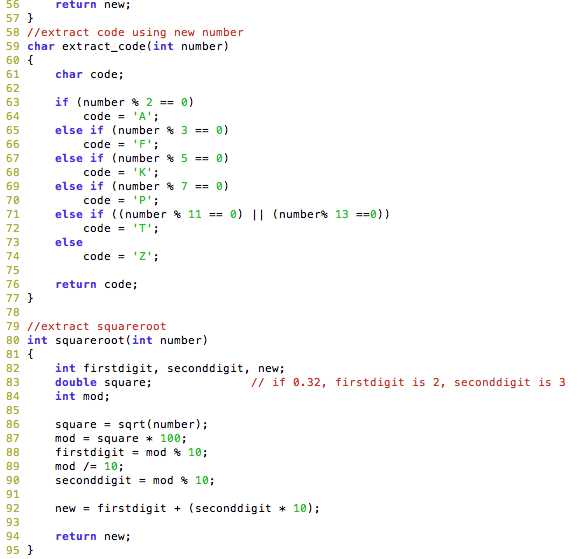 56     return new;
57 }
58 //extract code using new number
59 char extract_code(int number)
60 {
61     char code;
62
63     if (number % 2 == 0)
64         code = 'A';
65     else if (number % 3 == 0)
66         code = 'F';
67     else if (number % 5 == 0)
68         code = 'K';
69     else if (number % 7 == 0)
70         code = 'P';
71     else if ((number % 11 == 0) || (number% 13 ==0))
72         code = 'T';
73     else
74         code = 'Z';
75
76     return code;
77 }
78
79 //extract squareroot
80 int squareroot(int number)
81 {
82     int firstdigit, seconddigit, new;
83     double square;              // if 0.32, firstdigit is 2, seconddigit is 3
84     int mod;
85
86     square = sqrt(number);
87     mod = square * 100;
88     firstdigit = mod % 10;
89     mod /= 10;
90     seconddigit = mod % 10;
91
92     new = firstdigit + (seconddigit * 10);
93
94     return new;
95 }